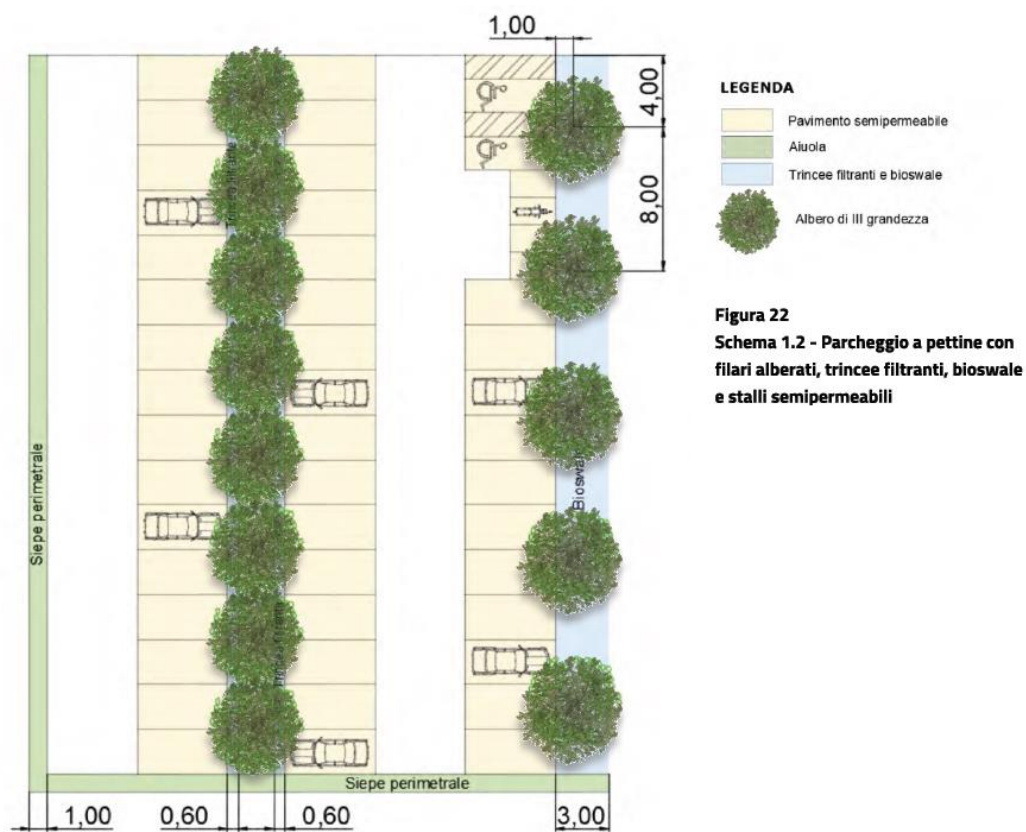 1,00
4,00
8,00
LEGENDA
Pavimento semipermeabile
Aiuola
Trincee filtranti e bioswale
Albero di III grandezza
Figura 22
Schema 1.2 - Parcheggio a pettine con
filari alberati, trincee filtranti, bioswale
e stalli semipermeabili
Siepe perimetrale
Siepe perimetrale
1,00
0,60
0,60
3,00